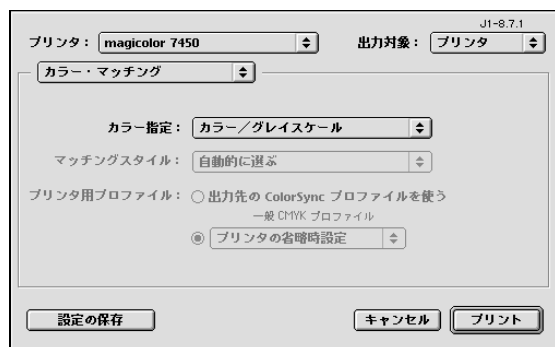 J1-8.7.1
プリンタ： magicolor 7450 出力対象： プリンタ
カラー・マッチング
カラー指定： カラー／グレイスケール
マッチングスタイル： 自動的に選ぶ
プリンタ用プロファイル： 出力先の ColorSync プロファイルを使う
一般 CMYK プロファイル
プリンタの省略時設定
設定の保存 キャンセル プリント